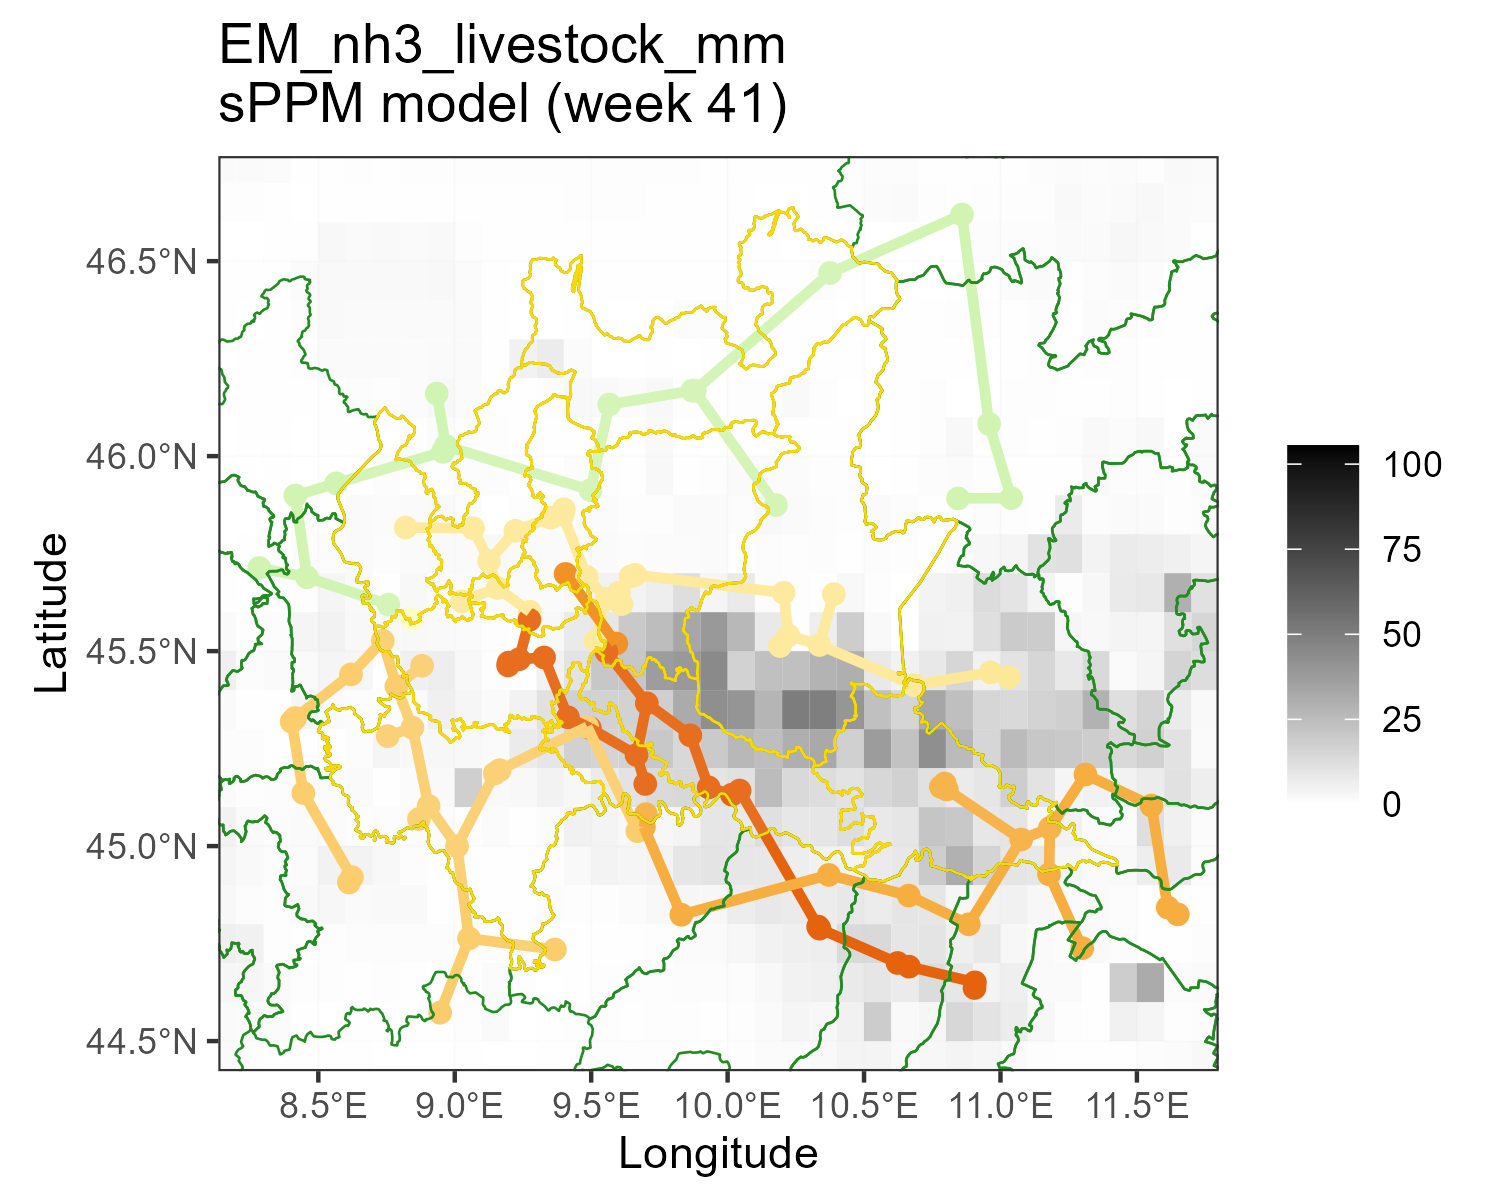 EM_nh3_livestock_mm
sPPM model (week 41)
46.5°N
46.0°N
45.5°N
45.0°N
44.5°N
Latitude
8.5°E
9.0°E
9.5°E
10.0°E
10.5°E
11.0°E
11.5°E
Longitude
100
75
50
25
0